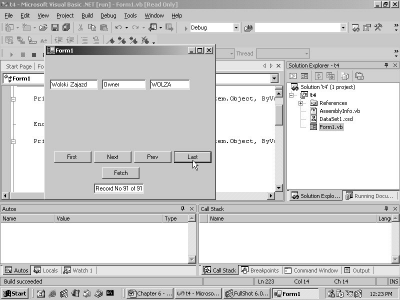 t4 - Microsoft Visual Basic .NET [run] - Form1.vb [Read Only]
File Edit View Project Build Debug Tools Window Help
Debug
Thread
Start Page
Form1
Form1
Wolski Zajazd Owner WOLZA
Pri
tem.Object, ByV
End
Pri
tem.Object, ByV
First Next Prev Last
Fetch
Record No 91 of 91
Solution Explorer - t4
Solution 't4' (1 project)
t4
References
AssemblyInfo.vb
DataSet1.xsd
Form1.vb
Solution Explo... Running Docu...
Autos
Name Value Type
Autos Locals Watch 1
Call Stack
Name Lang
Call Stack Breakpoints Command Window Output
Build succeeded Ln 223 Col 14 Ch 14 INS
Start Chapter 6 - ... t4 - Microso... FullShot 6.0... Form1 12:23 PM